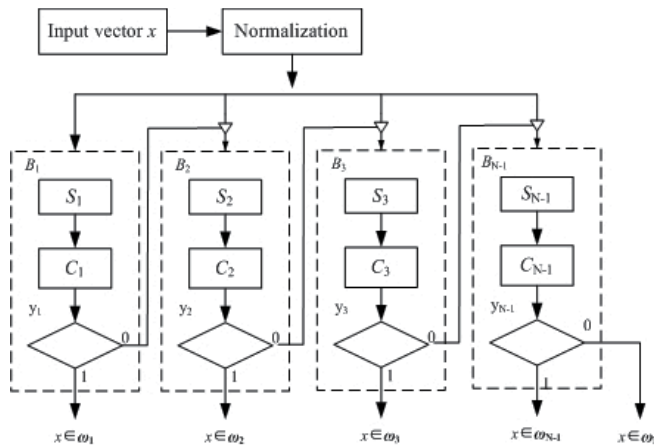 Input vector x
Normalization
B1
B2
B3
BN-1
S1
S2
S3
SN-1
C1
C2
C3
CN-1
y1
y2
y3
yN-1
0
0
0
0
1
1
1
1
x∈ω1
x∈ω2
x∈ω3
x∈ωN-1
x∈ω